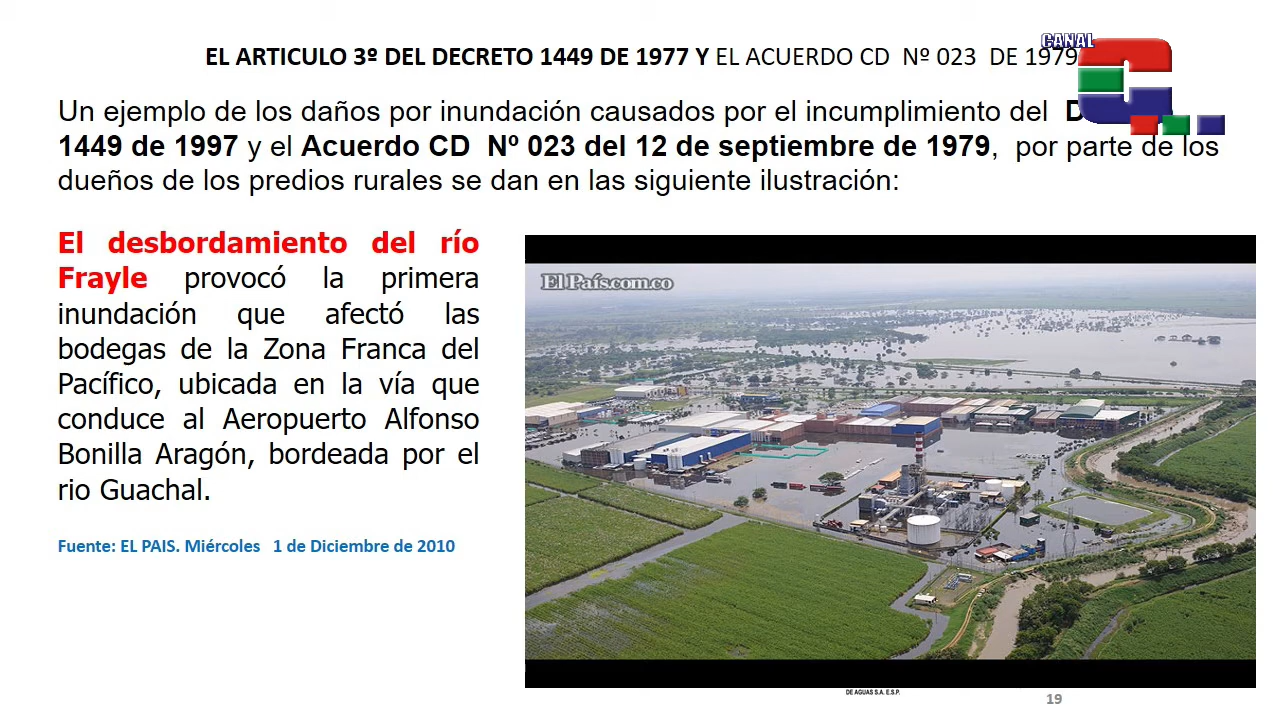 EL ARTICULO 3º DEL DECRETO 1449 DE 1977 Y EL ACUERDO CD Nº 023 DE 1979
CANAL
Un ejemplo de los daños por inundación causados por el incumplimiento del
1449 de 1997 y el Acuerdo CD Nº 023 del 12 de septiembre de 1979, por parte de los
dueños de los predios rurales se dan en las siguiente ilustración:
El desbordamiento del río
Frayle provocó la primera
inundación que afectó las
bodegas de la Zona Franca del
Pacífico, ubicada en la vía que
conduce al Aeropuerto Alfonso
Bonilla Aragón, bordeada por el
rio Guachal.
Fuente: EL PAIS. Miércoles 1 de Diciembre de 2010
El País.com.co
DE AGUAS S.A. E.S.P.
19